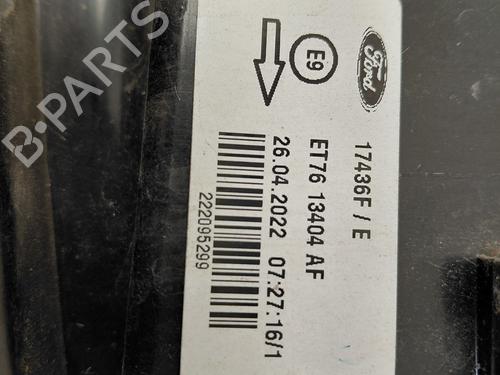 Ford
17436F / E
E9
ET76 13404 AF
26.04.2022 07:27:16/1
222095299
B-PARTS